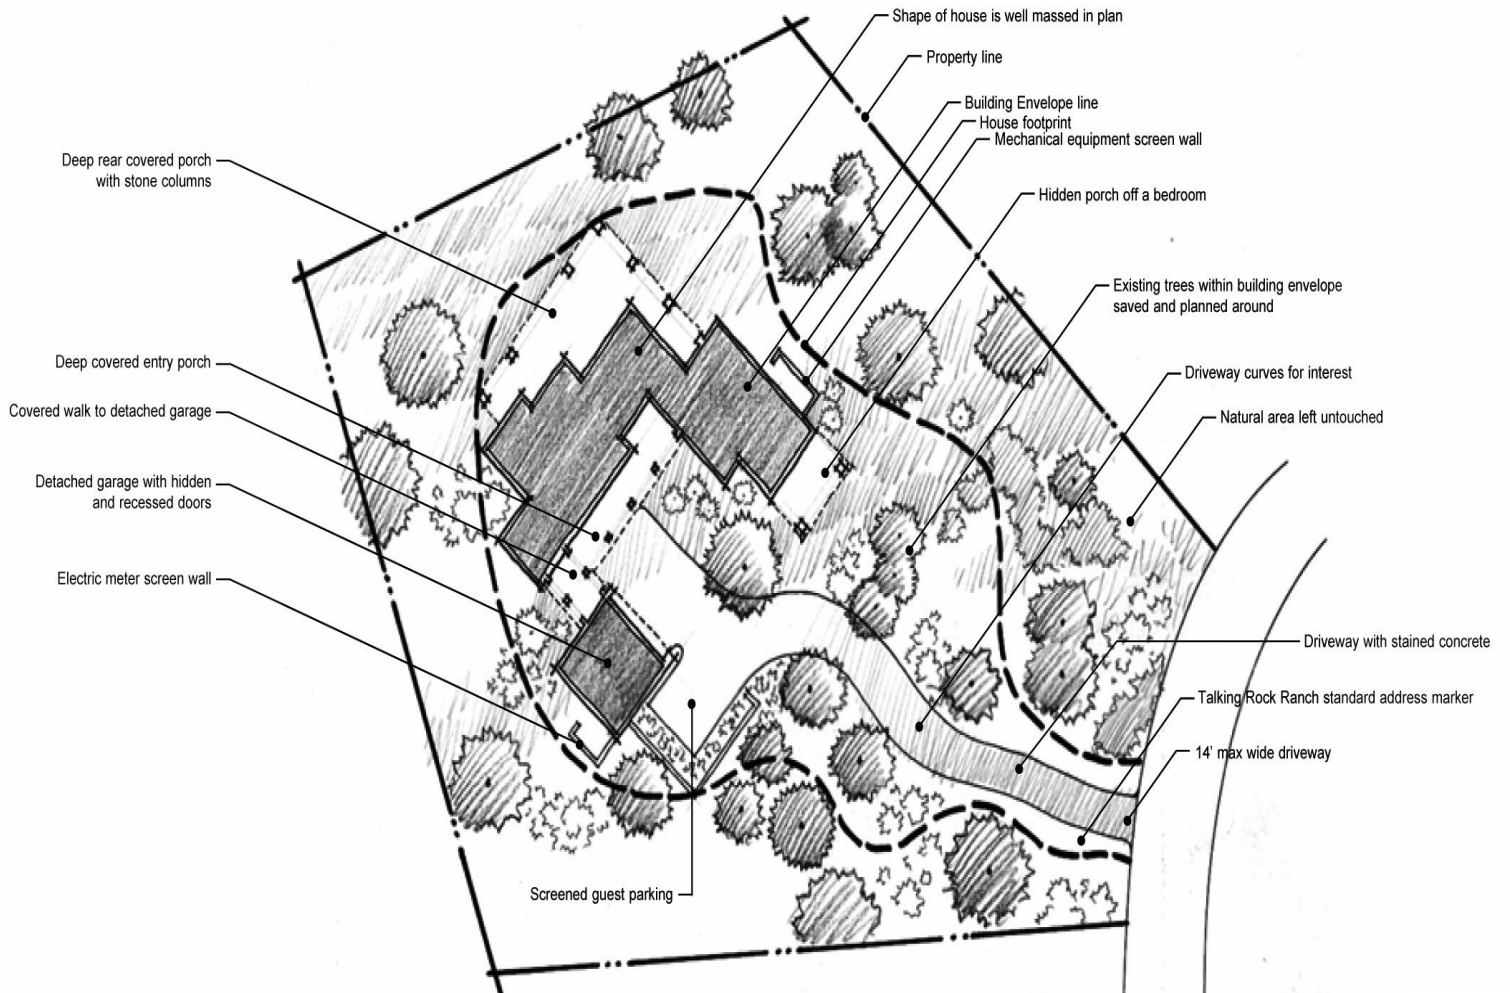 Shape of house is well massed in plan
Property line
Building Envelope line
House footprint
Mechanical equipment screen wall
Deep rear covered porch
with stone columns
Hidden porch off a bedroom
Existing trees within building envelope
saved and planned around
Deep covered entry porch
Driveway curves for interest
Covered walk to detached garage
Natural area left untouched
Detached garage with hidden
and recessed doors
Electric meter screen wall
Driveway with stained concrete
Talking Rock Ranch standard address marker
14' max wide driveway
Screened guest parking